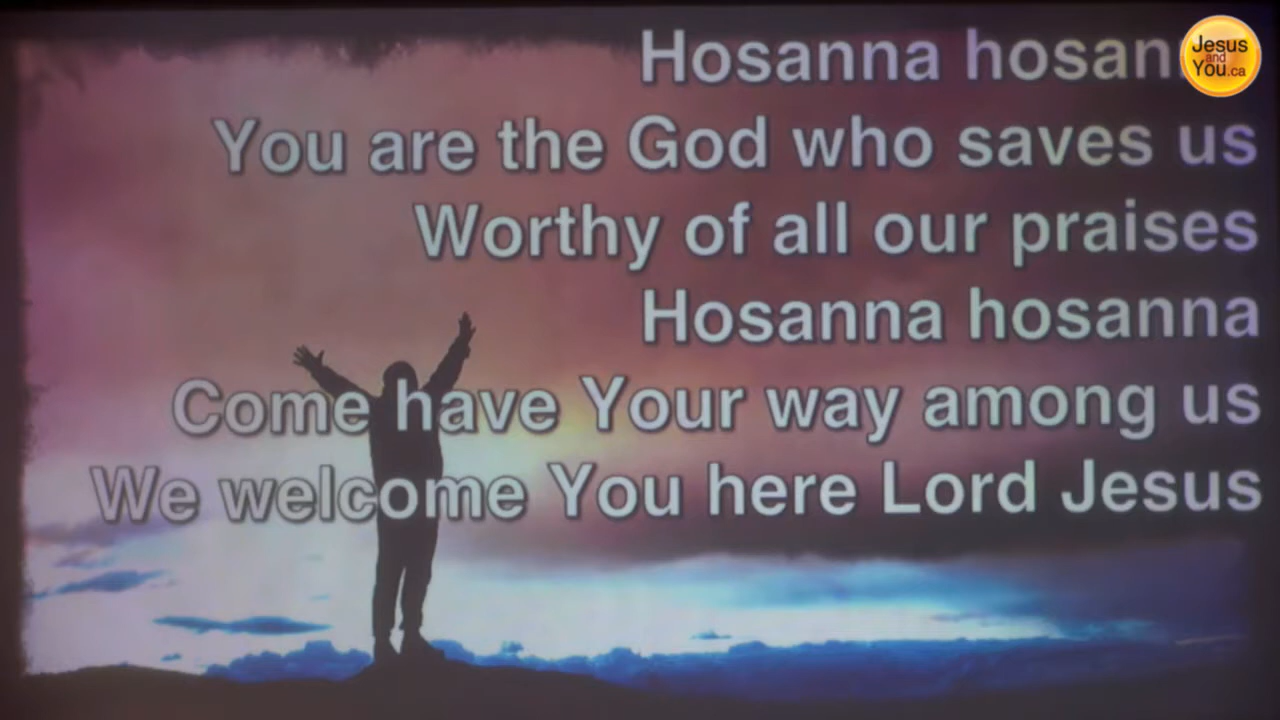 Hosanna hosan
You are the God who saves us
Worthy of all our praises
Hosanna hosanna
Come have Your way among us
We welcome You here Lord Jesus
Jesus
and
You.ca